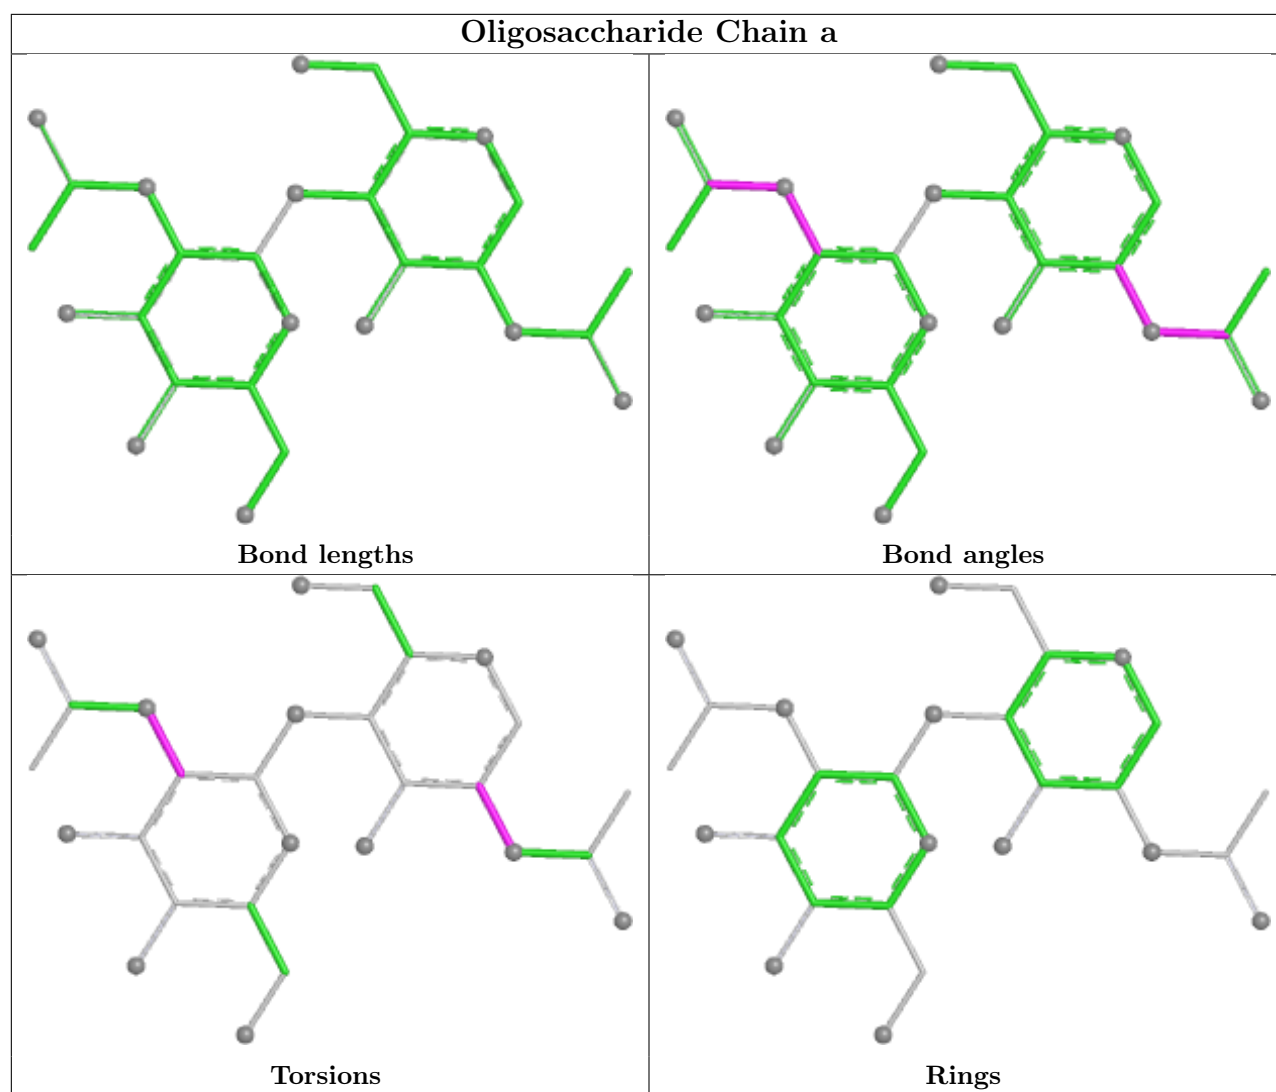 Oligosaccharide Chain a
Bond lengths
Bond angles
Torsions
Rings